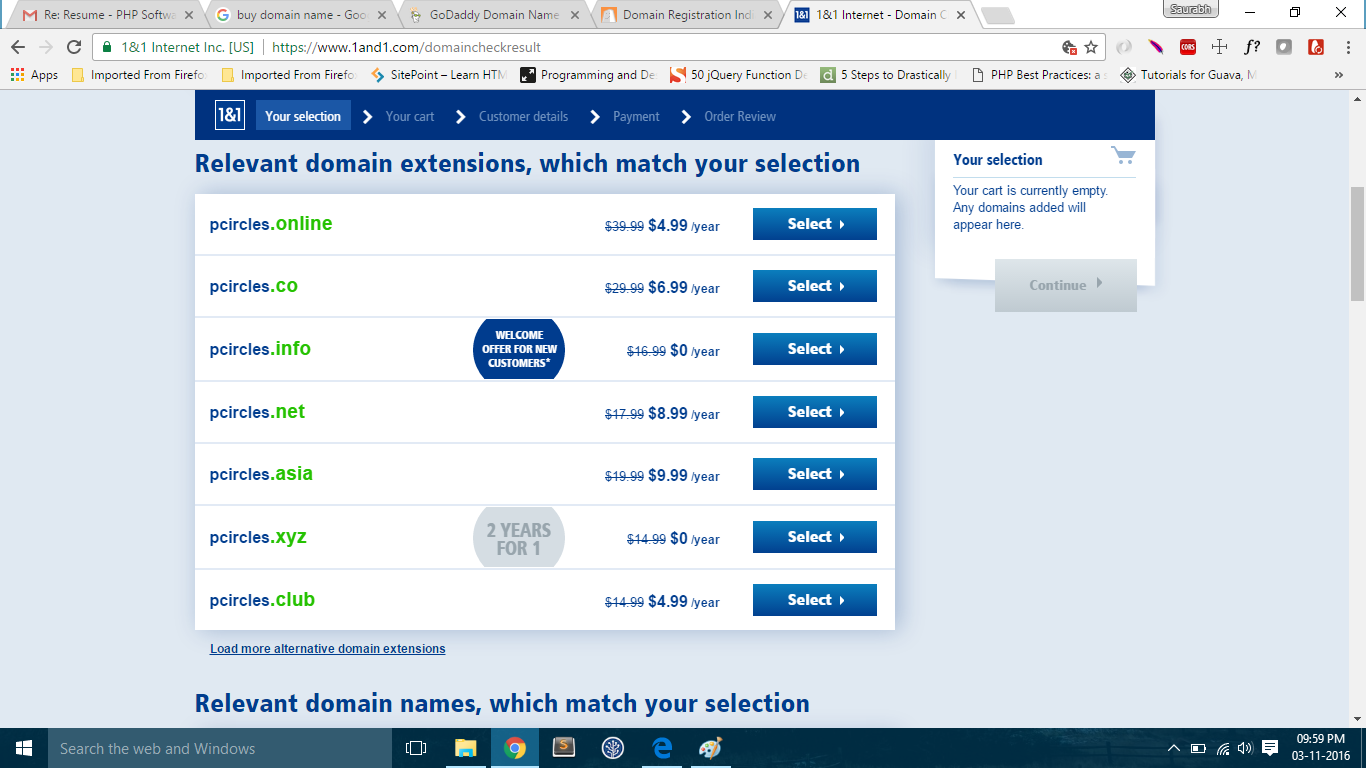 Re: Resume - PHP Softwa
buy domain name - Goo
GoDaddy Domain Name
Domain Registration Indi
1&1 Internet - Domain C
Saurabh
1&1 Internet Inc. [US]
https://www.1and1.com/domaincheckresult
CORS
f?
Apps
Imported From Firefo
Imported From Firefo
SitePoint – Learn HTM
Programming and De
50 jQuery Function De
5 Steps to Drastically
PHP Best Practices: a s
Tutorials for Guava, M
»
1&1
Your selection
Your cart
Customer details
Payment
Order Review
Relevant domain extensions, which match your selection
pcircles.online
$39.99 $4.99 /year
Select
pcircles.co
$29.99 $6.99 /year
Select
pcircles.info
WELCOME
OFFER FOR NEW
CUSTOMERS*
$16.99 $0 /year
Select
pcircles.net
$17.99 $8.99 /year
Select
pcircles.asia
$19.99 $9.99 /year
Select
pcircles.xyz
2 YEARS
FOR 1
$14.99 $0 /year
Select
pcircles.club
$14.99 $4.99 /year
Select
Load more alternative domain extensions
Relevant domain names, which match your selection
Your selection
Your cart is currently empty.
Any domains added will
appear here.
Continue
Search the web and Windows
09:59 PM
03-11-2016